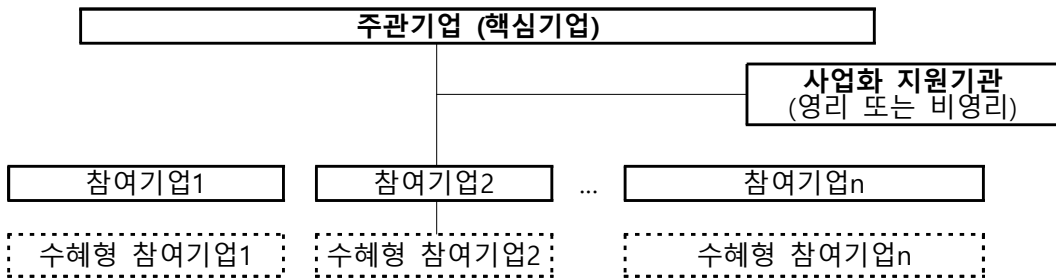 주관기업 (핵심기업)
사업화 지원기관
(영리 또는 비영리)
참여기업1 참여기업2 ... 참여기업n
수혜형 참여기업1 수혜형 참여기업2 수혜형 참여기업n